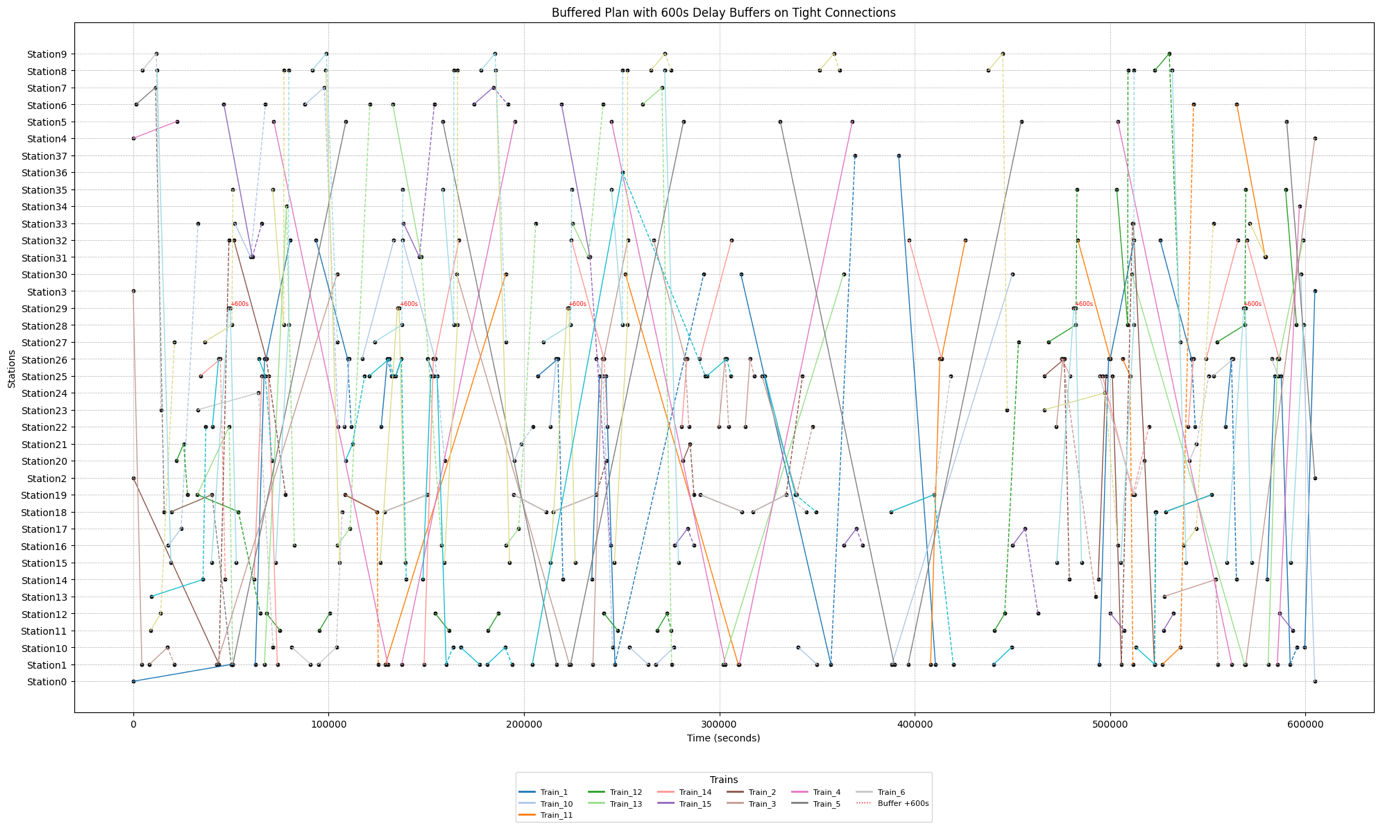 Buffered Plan with 600s Delay Buffers on Tight Connections
Station9
Station8
Station7
Station6
Station5
Station4
Station37
Station36
Station35
Station34
Station33
Station32
Station31
Station30
Station3
Station29
+600s +600s +600s +600s +600s
Station28
Station27
Station26
Station25
Station24
Station23
Station22
Station21
Station20
Station2
Station19
Station18
Station17
Station16
Station15
Station14
Station13
Station12
Station11
Station10
Station1
Station0
Stations
0 100000 200000 300000 400000 500000 600000
Time (seconds)
Trains
Train_1 Train_12 Train_14 Train_2 Train_4 Train_6
Train_10 Train_13 Train_15 Train_3 Train_5 Buffer +600s
Train_11